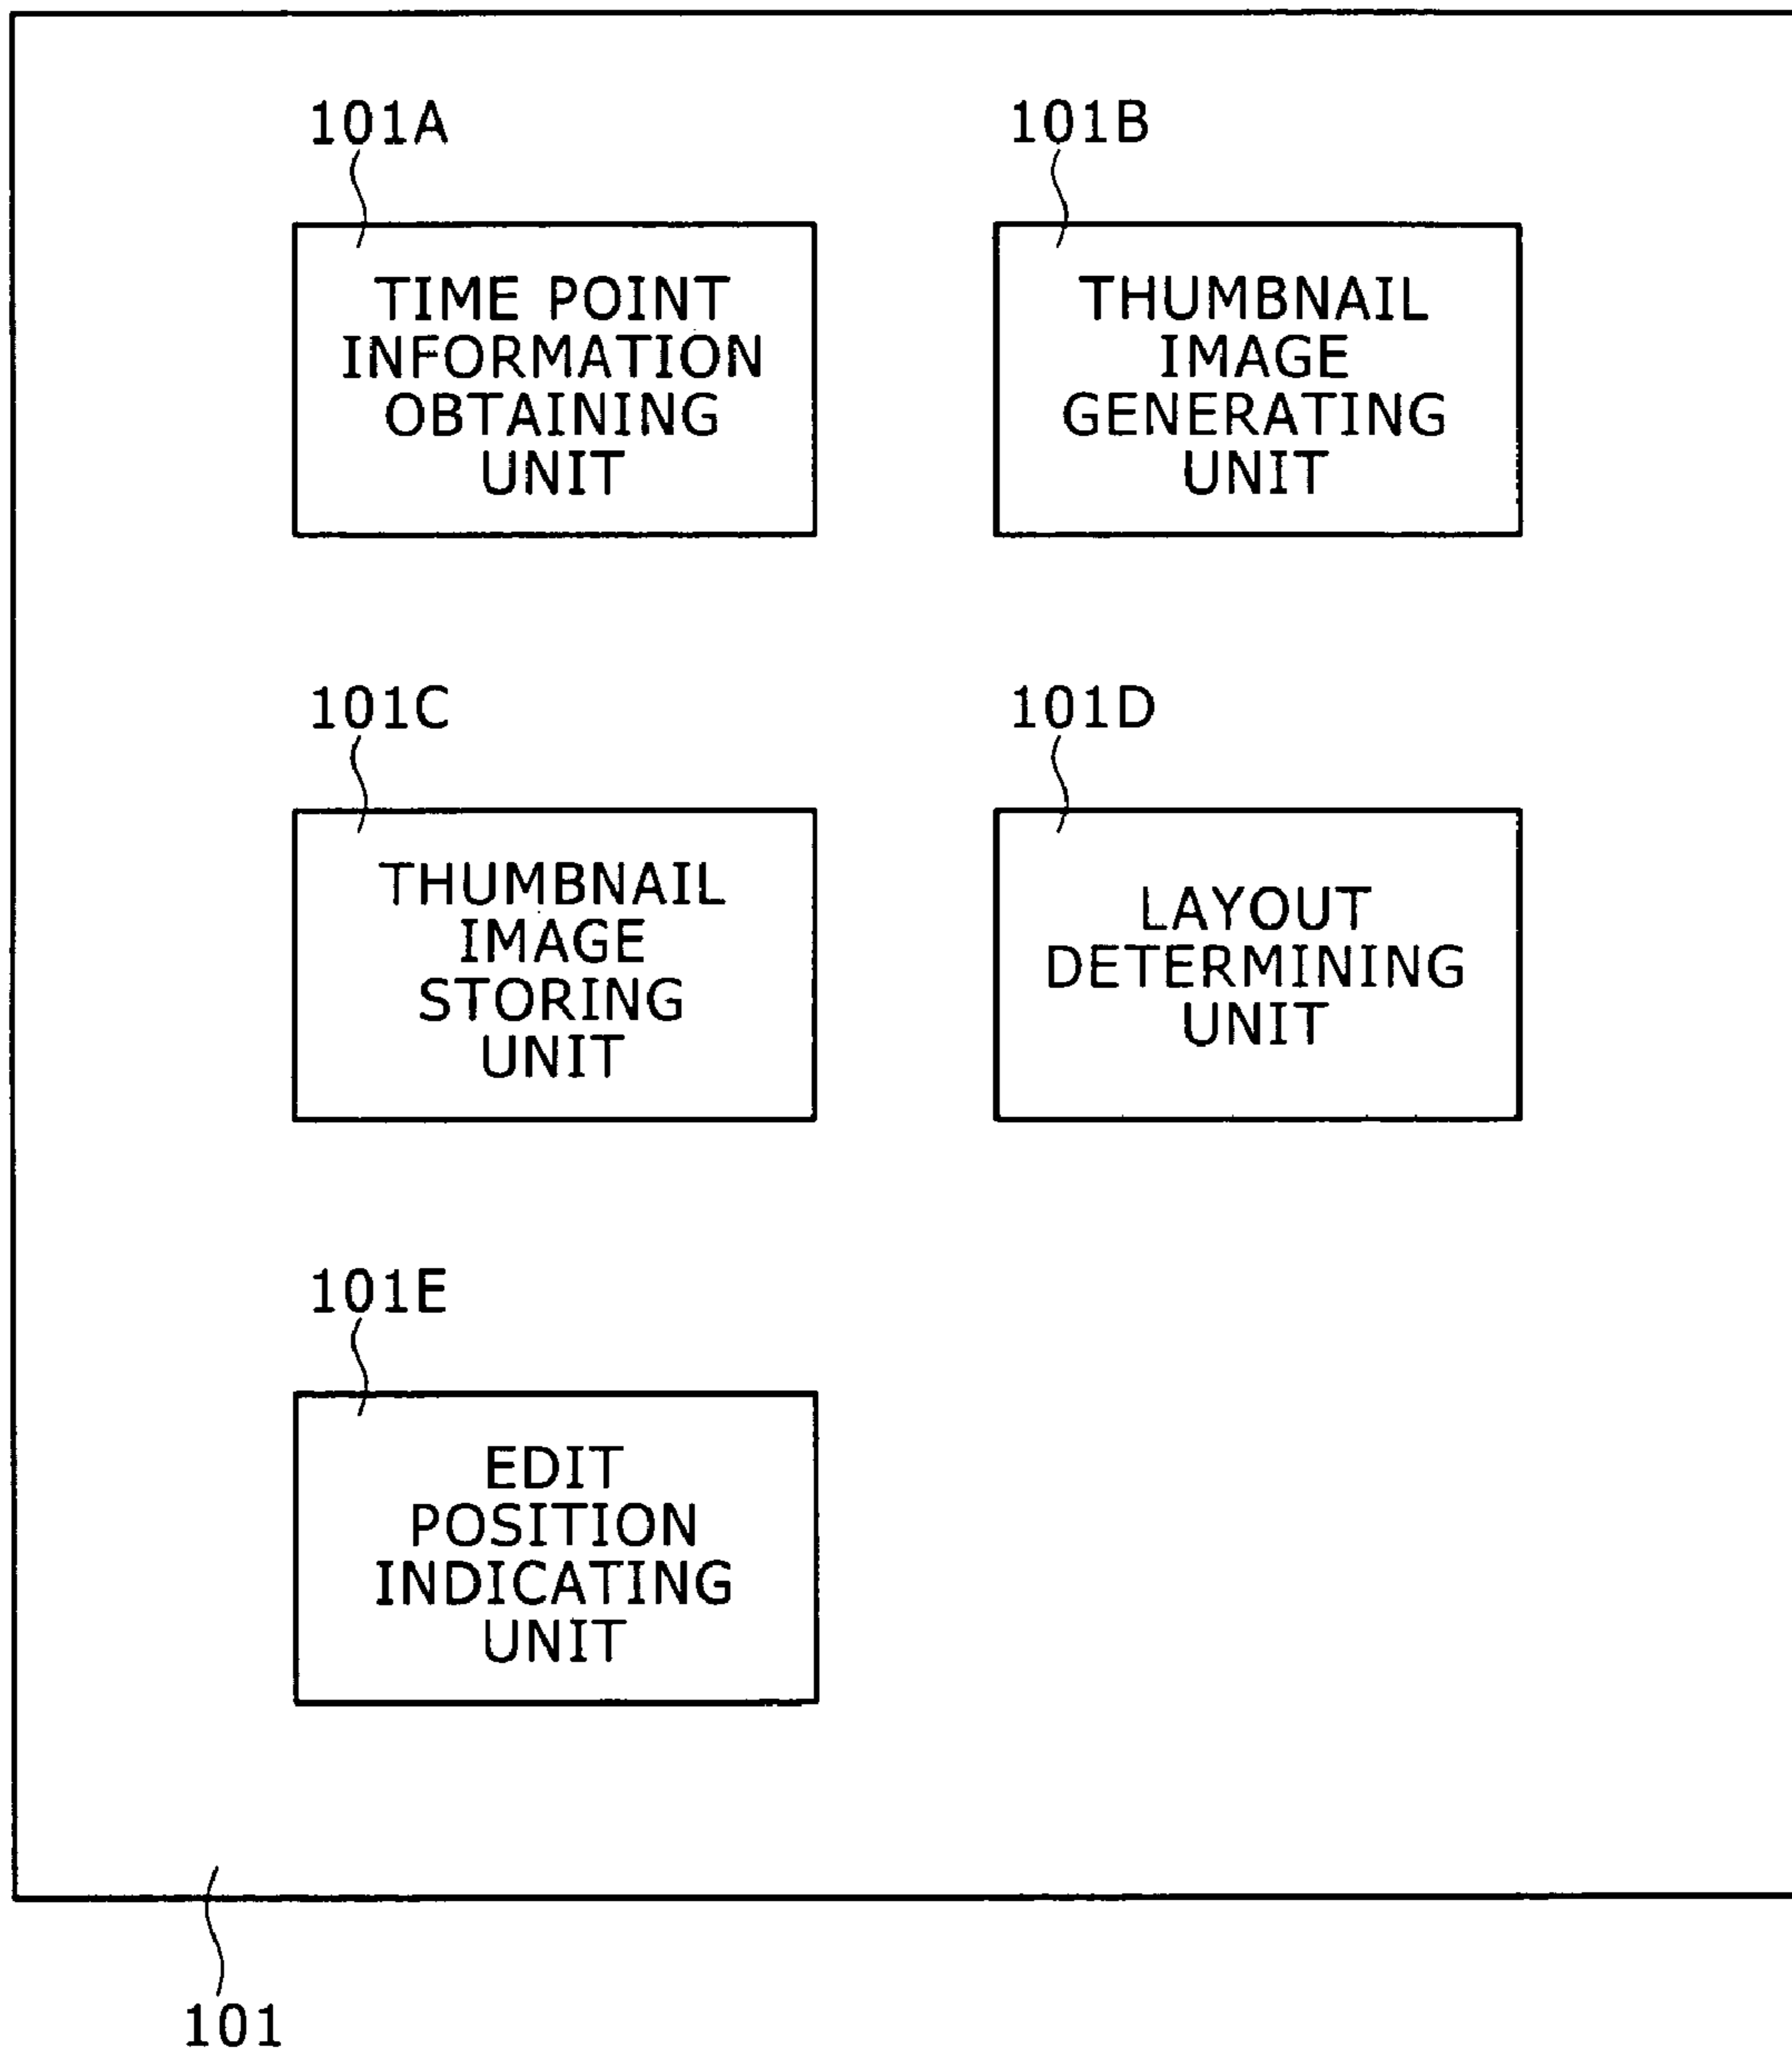 101A
TIME POINT
INFORMATION
OBTAINING
UNIT
101B
THUMBNAIL
IMAGE
GENERATING
UNIT
101C
THUMBNAIL
IMAGE
STORING
UNIT
101D
LAYOUT
DETERMINING
UNIT
101E
EDIT
POSITION
INDICATING
UNIT
101